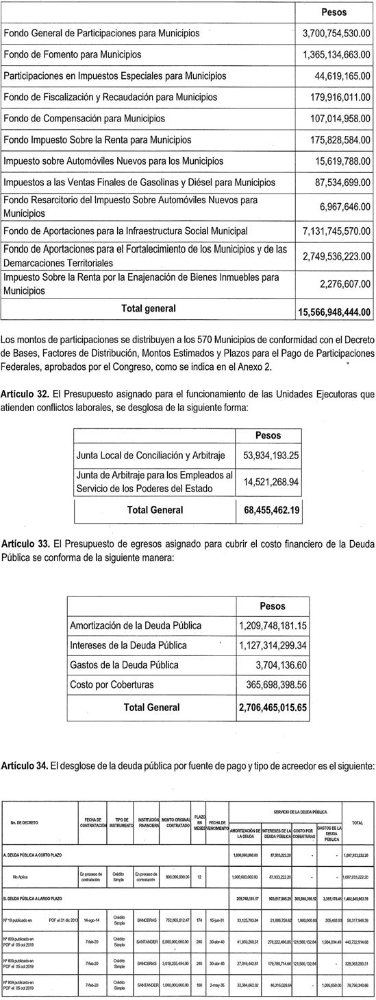 Pesos
Fondo General de Participaciones para Municipios 3,700,754,530.00
Fondo de Fomento para Municipios 1,365,134,663.00
Participaciones en Impuestos Especiales para Municipios 44,619,165.00
Fondo de Fiscalización y Recaudación para Municipios 179,916,011.00
Fondo de Compensación para Municipios 107,014,958.00
Fondo Impuesto Sobre la Renta para Municipios 175,828,584.00
Impuesto sobre Automóviles Nuevos para los Municipios 15,619,788.00
Impuestos a las Ventas Finales de Gasolinas y Diésel para Municipios 87,534,699.00
Fondo Resarcitorio del Impuesto Sobre Automóviles Nuevos para
Municipios 6,967,646.00
Fondo de Aportaciones para la Infraestructura Social Municipal 7,131,745,570.00
Fondo de Aportaciones para el Fortalecimiento de los Municipios y de las
Demarcaciones Territoriales 2,749,536,223.00
Impuesto Sobre la Renta por la Enajenación de Bienes Inmuebles para
Municipios 2,276,607.00
Total general 15,566,948,444.00
Los montos de participaciones se distribuyen a los 570 Municipios de conformidad con el Decreto
de Bases, Factores de Distribución, Montos Estimados y Plazos para el Pago de Participaciones
Federales, aprobados por el Congreso, como se indica en el Anexo 2.
Artículo 32. El Presupuesto asignado para el funcionamiento de las Unidades Ejecutoras que
atienden conflictos laborales, se desglosa de la siguiente forma:
Pesos
Junta Local de Conciliación y Arbitraje 53,934,193.25
Junta de Arbitraje para los Empleados al
Servicio de los Poderes del Estado 14,521,268.94
Total General 68,455,462.19
Artículo 33. El Presupuesto de egresos asignado para cubrir el costo financiero de la Deuda
Pública se conforma de la siguiente manera:
Pesos
Amortización de la Deuda Pública 1,209,748,181.15
Intereses de la Deuda Pública 1,127,314,299.34
Gastos de la Deuda Pública 3,704,136.60
Costo por Coberturas 365,698,398.56
Total General 2,706,465,015.65
Artículo 34. El desglose de la deuda pública por fuente de pago y tipo de acreedor es el siguiente:
No. DE DECRETO
FECHA DE
CONTRATACIÓN
TIPO DE
INSTRUMENTO
INSTITUCIÓN
FINANCIERA
MONTO ORIGINAL
CONTRATADO
PLAZO
EN
MESES
FECHA DE
VENCIMIENTO
SERVICIO DE LA DEUDA PÚBLICA
AMORTIZACIÓN DE
LA DEUDA
INTERESES DE LA
DEUDA PÚBLICA
COSTO POR
COBERTURAS
GASTOS DE LA
DEUDA
PÚBLICA
TOTAL
A. DEUDA PÚBLICA A CORTO PLAZO 1,000,000,000.00 87,933,222.20 - - 1,087,933,222.20
No Aplica
En proceso de
contratación
Crédito
Simple
En proceso de
contratación
800,000,000.00 12 1,000,000,000.00 87,933,222.20 - - 1,087,933,222.20
B. DEUDA PÚBLICA A LARGO PLAZO 209,748,181.17
Nº 19 publicado en POF el 31 dic 2013 14-ago-14
Crédito
Simple
BANOBRAS 752,805,612.47 174 15-jun-31 33,125,703.84 21,886,750.62 1,000,000.00 305,493.93 56,317,948.39
Nº 809 publicado en
POF el 05 oct 2019
7-feb-20
Crédito
Simple
SANTANDER 5,000,000,000.00 240 30-abr-40 41,950,260.51 278,222,486.85 121,566,132.84 1,984,034.48 443,722,914.68
Nº 809 publicado en
POF el 05 oct 2019
7-feb-20
Crédito
Simple
BANOBRAS 3,018,255,494.00 240 30-abr-40 27,016,442.81 179,780,714.66 121,566,132.84 - 328,363,290.31
Nº 809 publicado en
POF el 05 oct 2019
7-feb-20
Crédito
Simple
SANTANDER 1,000,000,000.00 180 2-may-35 32,384,662.02 46,316,028.64 - 1,095,650.00 79,796,340.66